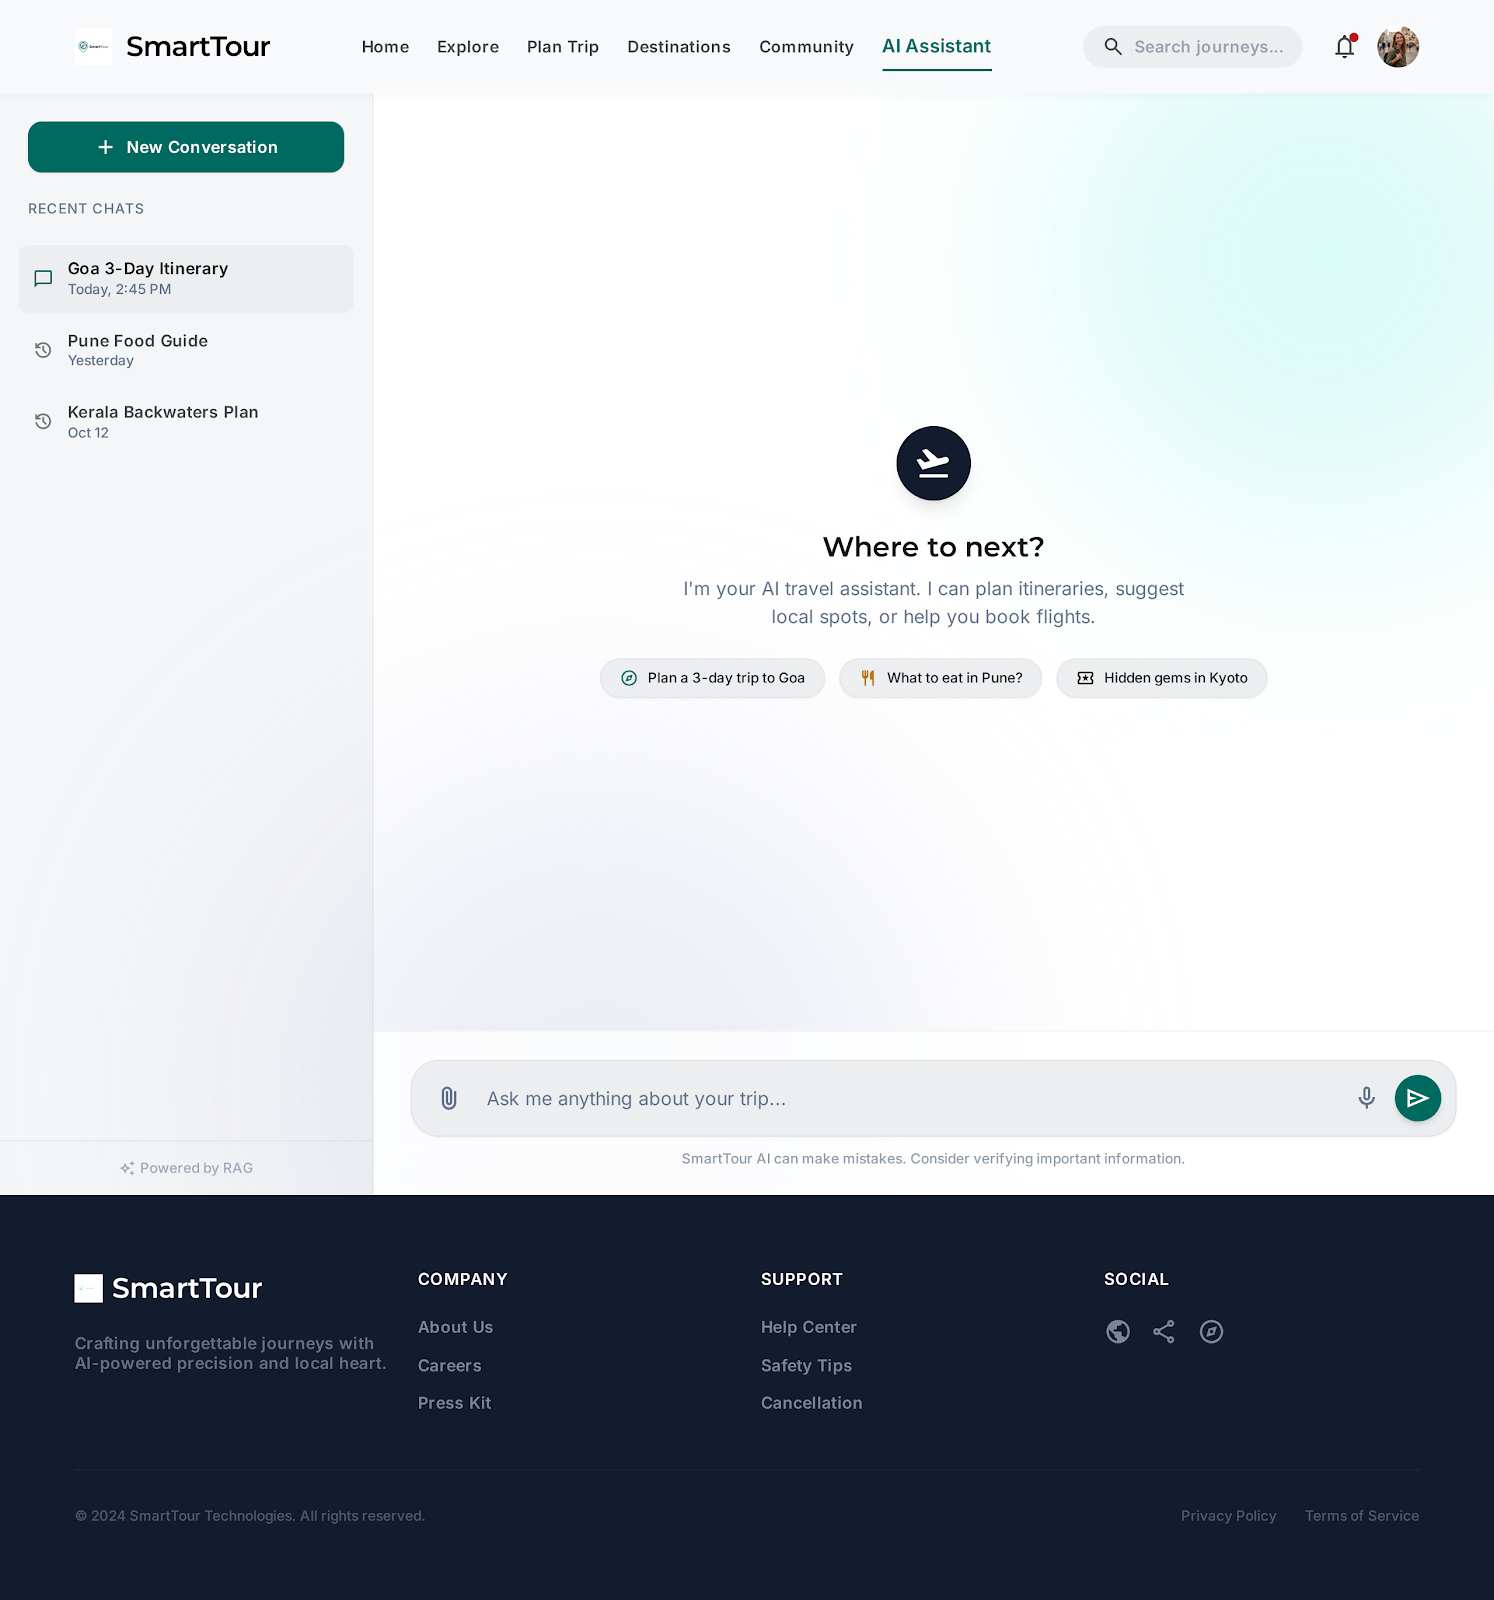 SmartTour
Home
Explore
Plan Trip
Destinations
Community
AI Assistant
Search journeys...
New Conversation
RECENT CHATS
Goa 3-Day Itinerary
Today, 2:45 PM
Pune Food Guide
Yesterday
Kerala Backwaters Plan
Oct 12
Powered by RAG
Where to next?
I'm your AI travel assistant. I can plan itineraries, suggest
local spots, or help you book flights.
Plan a 3-day trip to Goa
What to eat in Pune?
Hidden gems in Kyoto
Ask me anything about your trip...
SmartTour AI can make mistakes. Consider verifying important information.
SmartTour
Crafting unforgettable journeys with
AI-powered precision and local heart.
COMPANY
About Us
Careers
Press Kit
SUPPORT
Help Center
Safety Tips
Cancellation
SOCIAL
© 2024 SmartTour Technologies. All rights reserved.
Privacy Policy
Terms of Service